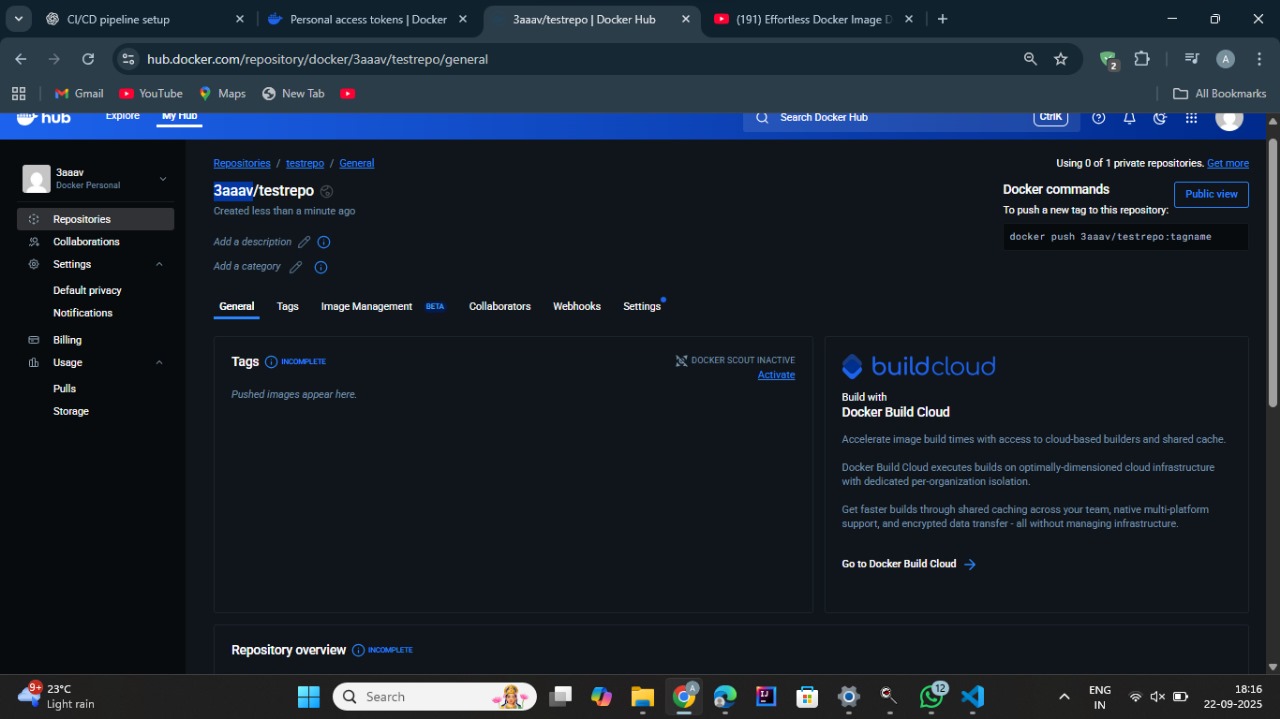 CI/CD pipeline setup
Personal access tokens | Docker
3aaav/testrepo | Docker Hub
(191) Effortless Docker Image D
hub.docker.com/repository/docker/3aaav/testrepo/general
2
A
Gmail
YouTube
Maps
New Tab
All Bookmarks
hub
Explore
My Hub
Search Docker Hub
CtrlK
3aaav
Docker Personal
Repositories
Collaborations
Settings
Default privacy
Notifications
Billing
Usage
Pulls
Storage
Repositories / testrepo / General
Using 0 of 1 private repositories. Get more
3aaav/testrepo
Created less than a minute ago
Add a description
Add a category
Docker commands
Public view
To push a new tag to this repository:
docker push 3aaav/testrepo:tagname
General
Tags
Image Management BETA
Collaborators
Webhooks
Settings
Tags INCOMPLETE
DOCKER SCOUT INACTIVE
Activate
Pushed images appear here.
buildcloud
Build with
Docker Build Cloud
Accelerate image build times with access to cloud-based builders and shared cache.
Docker Build Cloud executes builds on optimally-dimensioned cloud infrastructure
with dedicated per-organization isolation.
Get faster builds through shared caching across your team, native multi-platform
support, and encrypted data transfer - all without managing infrastructure.
Go to Docker Build Cloud
Repository overview INCOMPLETE
9+
23°C
Light rain
Search
A
12
ENG
IN
18:16
22-09-2025